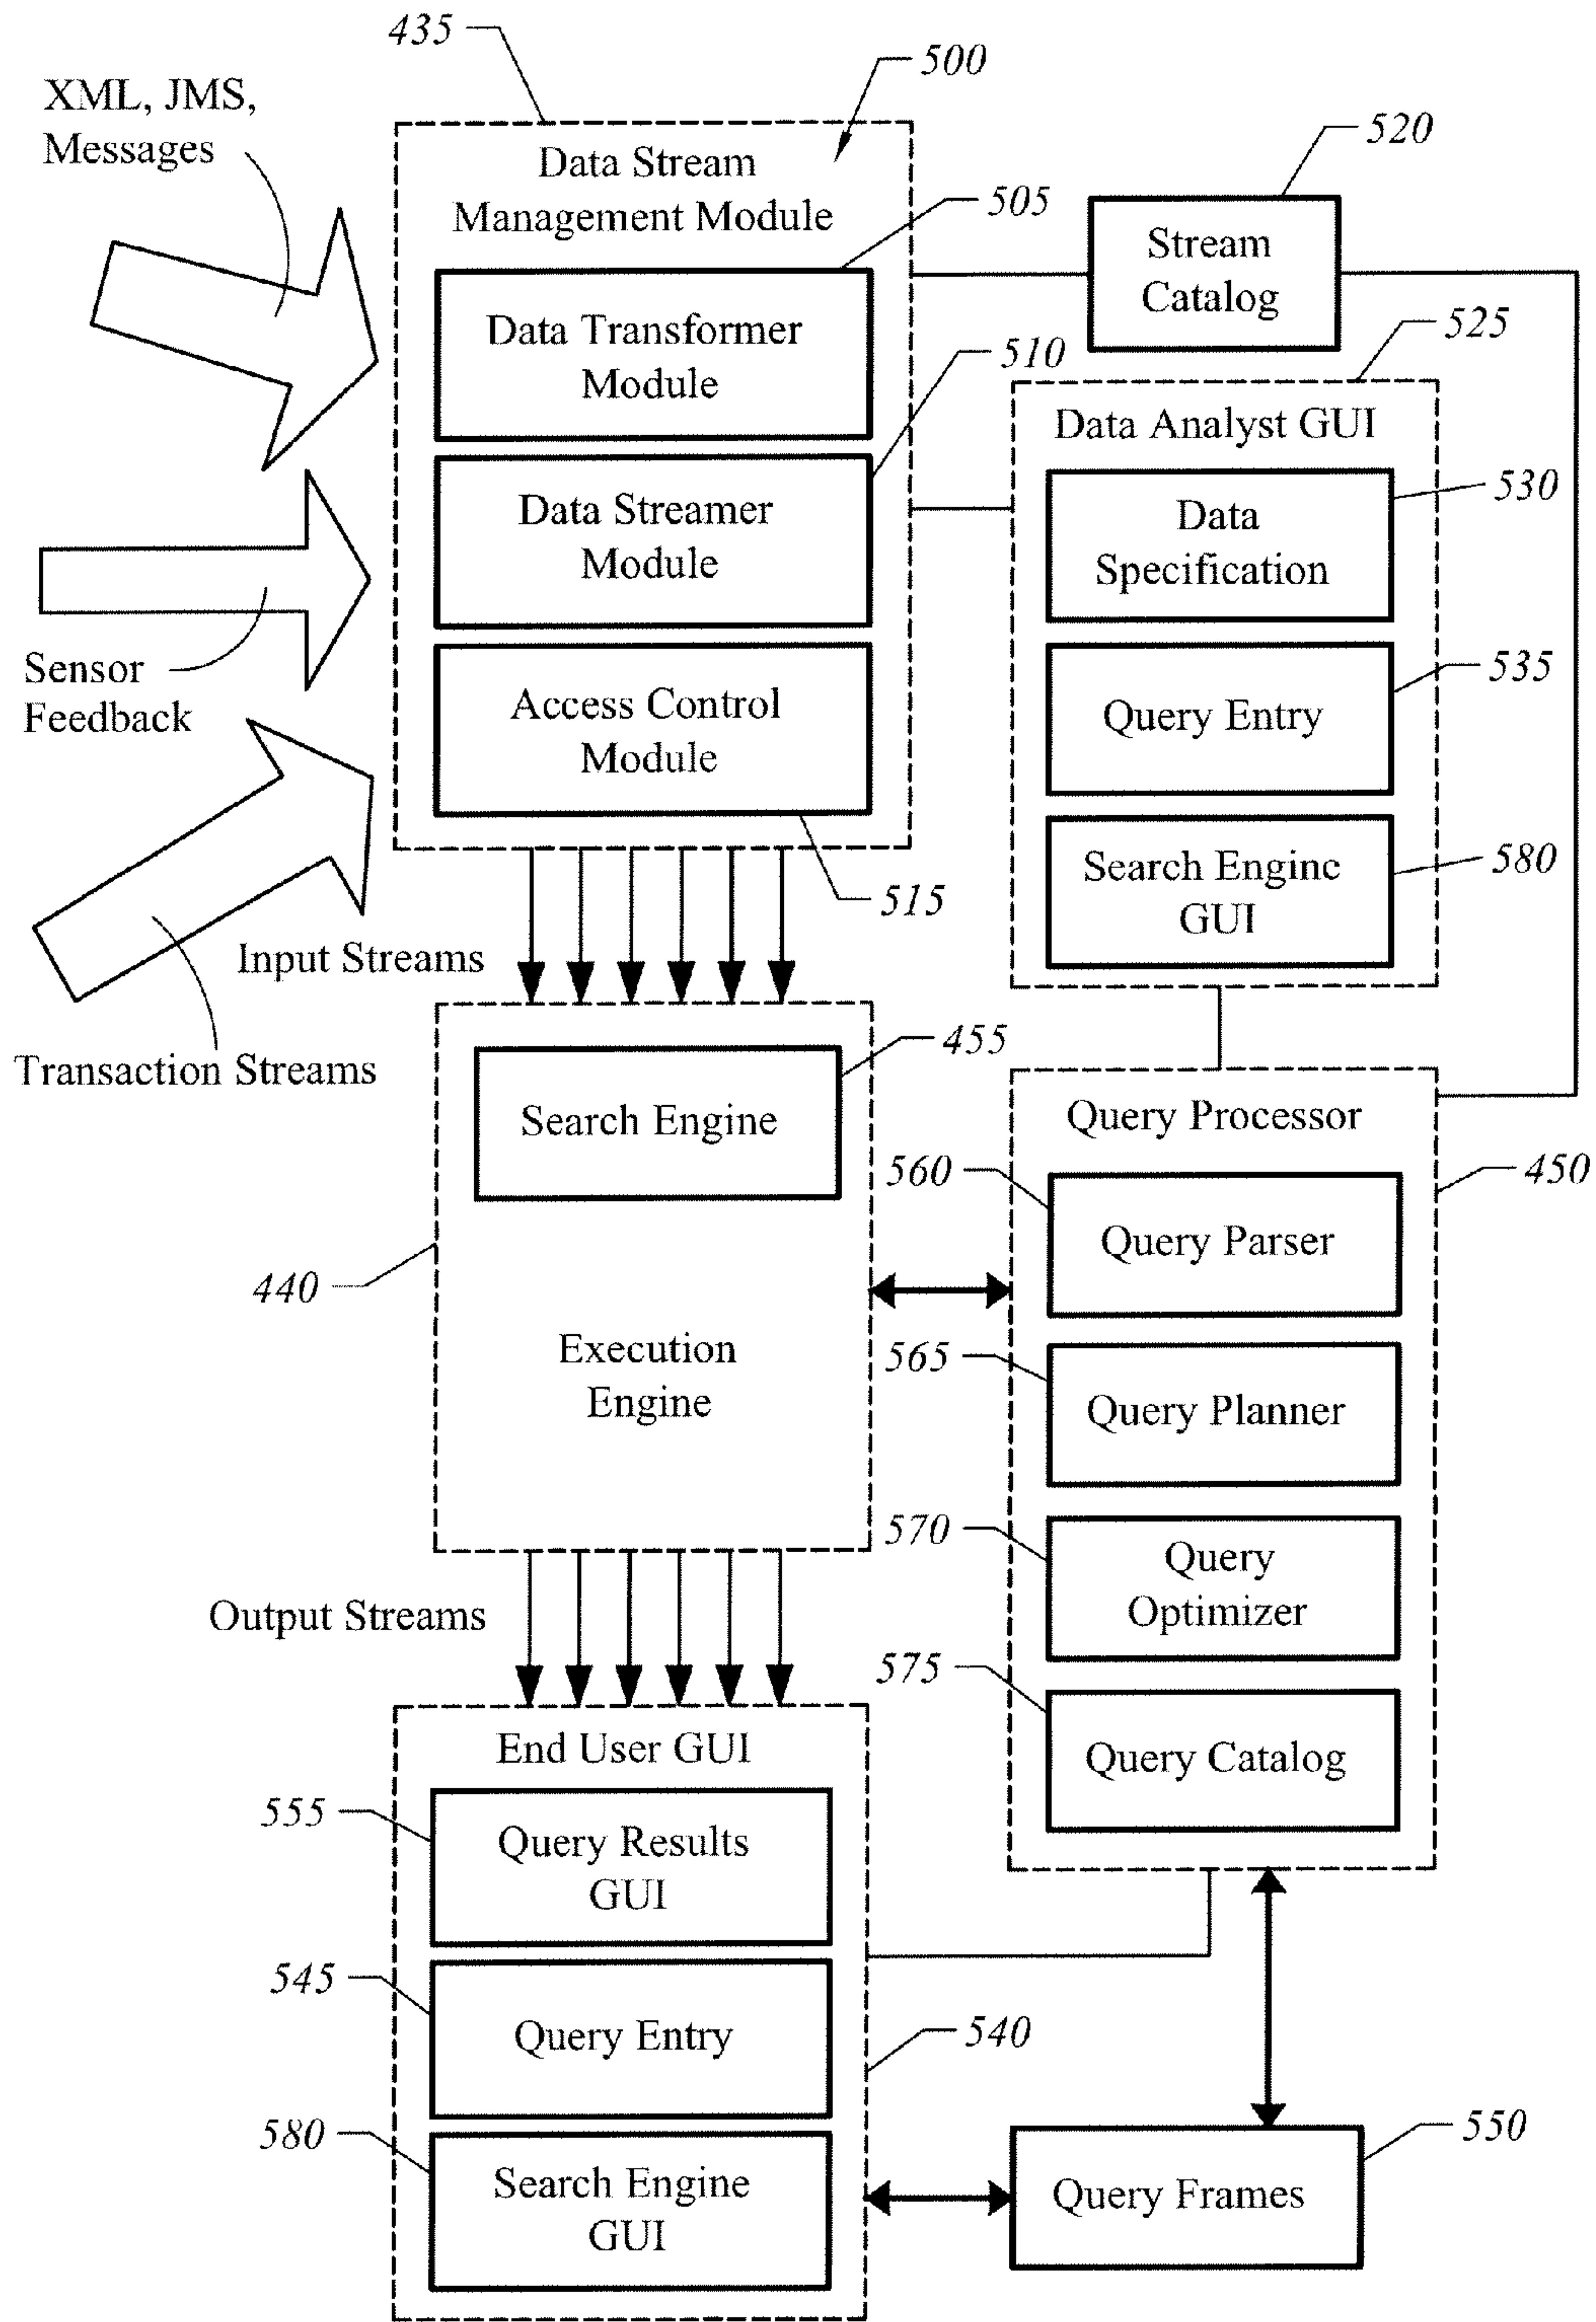 435
500
XML, JMS,
Messages
Data Stream
Management Module
520
505
Stream
Catalog
Data Transformer
Module
525
510
Data Analyst GUI
530
Data
Specification
Data Streamer
Module
Sensor
Feedback
535
Query Entry
Access Control
Module
580
Search Engine
GUI
515
Input Streams
Transaction Streams
455
Search Engine
Query Processor
450
560
Query Parser
440
Execution
Engine
565
Query Planner
570
Query
Optimizer
Output Streams
575
Query Catalog
End User GUI
555
Query Results
GUI
545
Query Entry
540
580
Search Engine
GUI
550
Query Frames